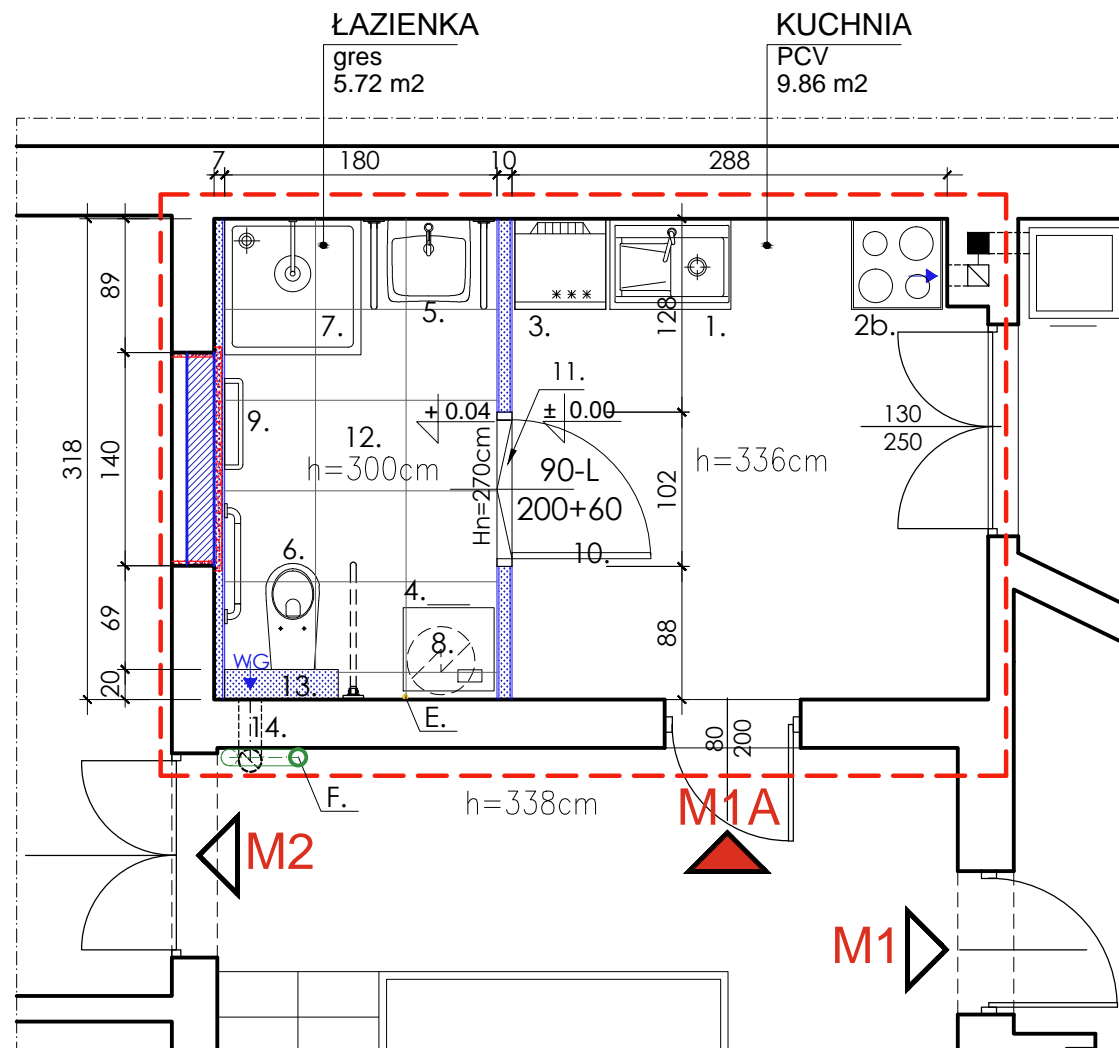 ŁAZIENKA
gres
5.72 m2
KUCHNIA
PCV
9.86 m2
7
180
10
288
318
89
140
69
20
7.
5.
3.
1.
128
2b.
9.
12.
h=300cm
+ 0.04
± 0.00
11.
Hn=270cm
90-L
200+60
10.
102
88
h=336cm
130
250
6.
4.
8.
WG
13.
14.
E.
F.
80
200
h=338cm
M1A
M2
M1